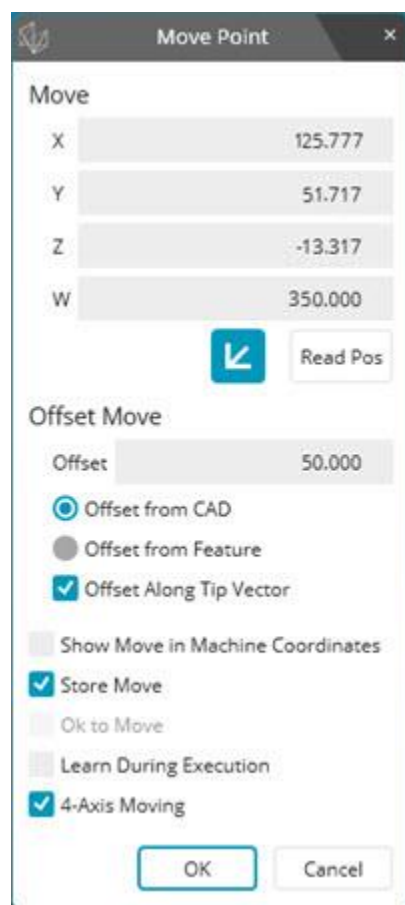 Move Point
Move
X 125.777
Y 51.717
Z -13.317
W 350.000
Read Pos
Offset Move
Offset 50.000
Offset from CAD
Offset from Feature
Offset Along Tip Vector
Show Move in Machine Coordinates
Store Move
Ok to Move
Learn During Execution
4-Axis Moving
OK Cancel